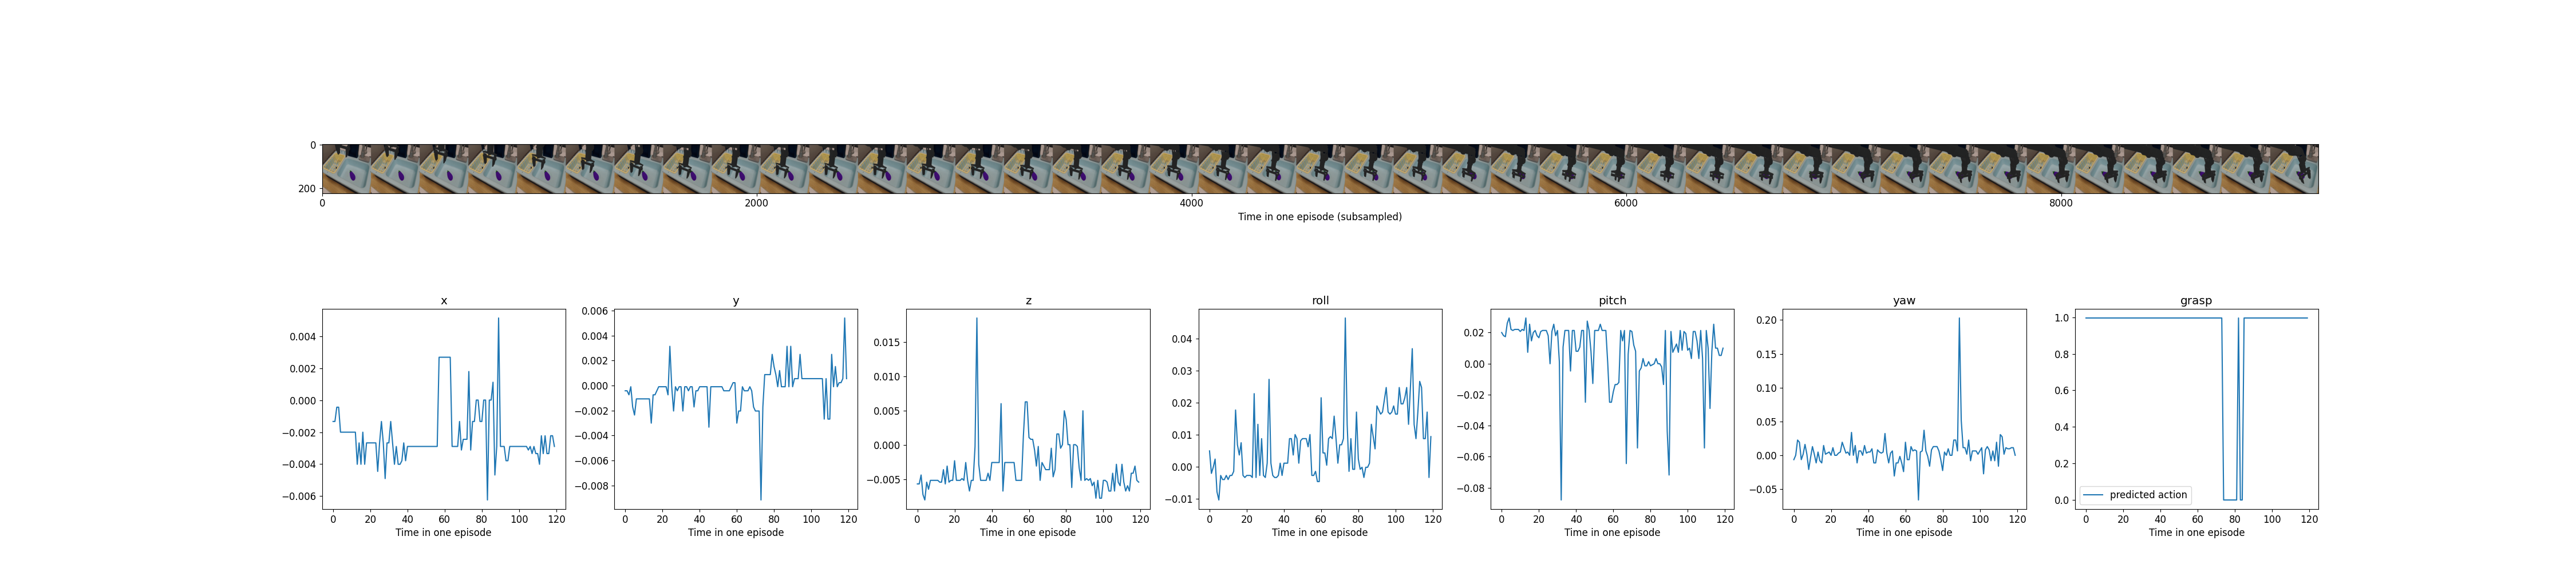 0
200
0 2000 4000 6000 8000
Time in one episode (subsampled)
x
0.004
0.002
0.000
−0.002
−0.004
−0.006
0 20 40 60 80 100 120
Time in one episode
y
0.006
0.004
0.002
0.000
−0.002
−0.004
−0.006
−0.008
0 20 40 60 80 100 120
Time in one episode
z
0.015
0.010
0.005
0.000
−0.005
0 20 40 60 80 100 120
Time in one episode
roll
0.04
0.03
0.02
0.01
0.00
−0.01
0 20 40 60 80 100 120
Time in one episode
pitch
0.02
0.00
−0.02
−0.04
−0.06
−0.08
0 20 40 60 80 100 120
Time in one episode
yaw
0.20
0.15
0.10
0.05
0.00
−0.05
0 20 40 60 80 100 120
Time in one episode
grasp
1.0
0.8
0.6
0.4
0.2
0.0
predicted action
0 20 40 60 80 100 120
Time in one episode